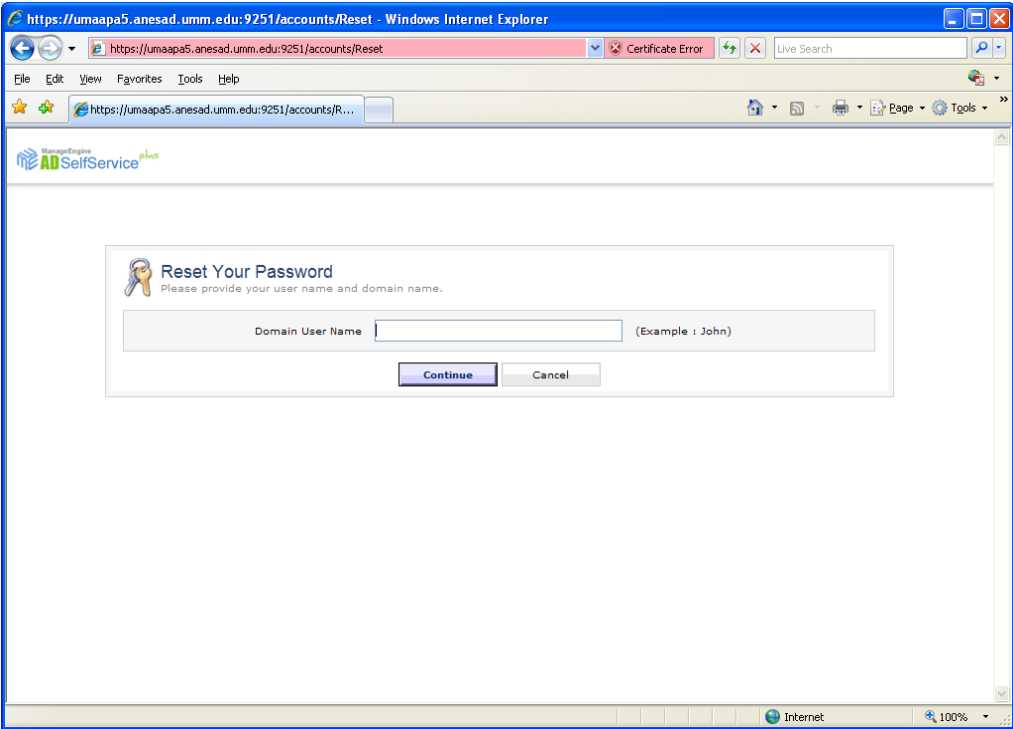 https://umaapa5.anesad.umm.edu:9251/accounts/Reset - Windows Internet Explorer
https://umaapa5.anesad.umm.edu:9251/accounts/Reset Certificate Error Live Search
File Edit View Favorites Tools Help
https://umaapa5.anesad.umm.edu:9251/accounts/R... Page Tools »
ManageEngine
ADSelfService plus
Reset Your Password
Please provide your user name and domain name.
Domain User Name (Example : John)
Continue Cancel
Internet 100%